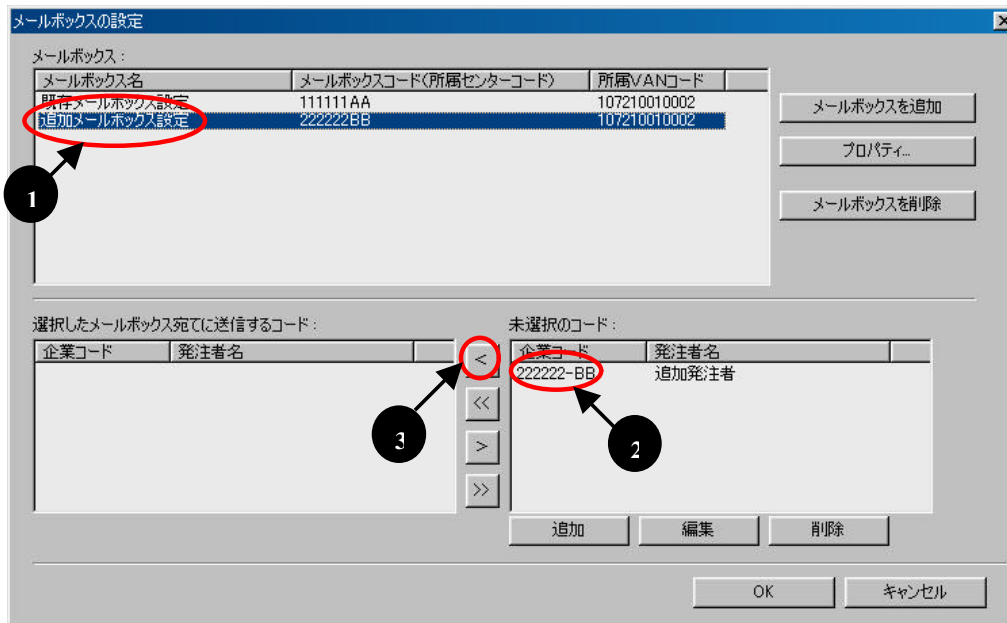 メールボックスの設定
メールボックス：
メールボックス名 メールボックスコード(所属センターコード) 所属VANコード
既存メールボックス設定 111111AA 107210010002
追加メールボックス設定 222222BB 107210010002
メールボックスを追加
プロパティ...
メールボックスを削除
1
選択したメールボックス宛てに送信するコード：
企業コード 発注者名
<
<<
>
>>
未選択のコード：
企業コード 発注者名
222222-BB 追加発注者
3
2
追加 編集 削除
OK キャンセル